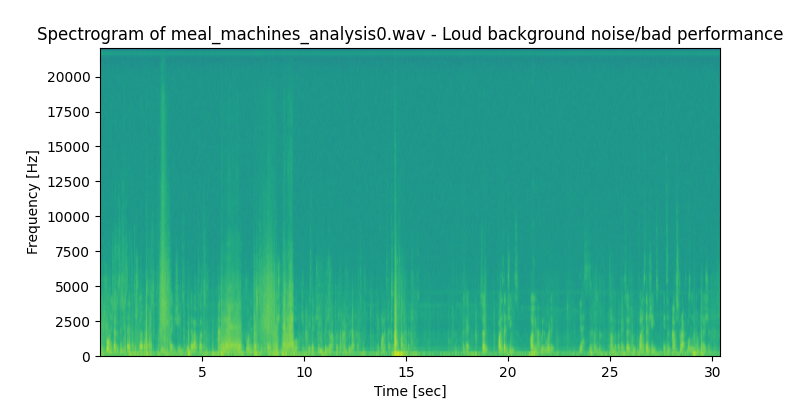 Spectrogram of meal_machines_analysis0.wav - Loud background noise/bad performance
20000
17500
15000
12500
10000
7500
5000
2500
0
Frequency [Hz]
5 10 15 20 25 30
Time [sec]